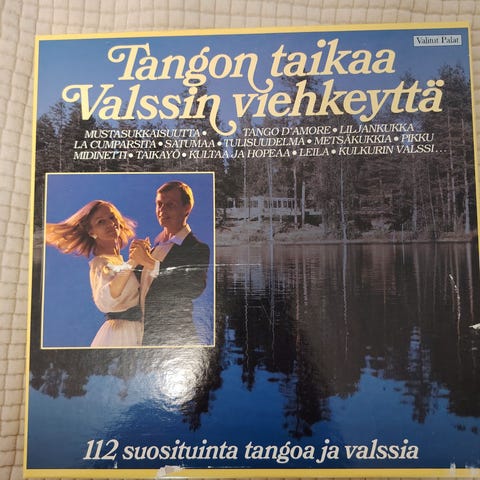 Valitut Palat
Tangon taikaa
Valssin viehkeyttä
MUSTASUKKAISUUTTA • TANGO D'AMORE • LILJANKUKKA
LA CUMPARSITA • SATUMAA • TULISUUDELMA • METSÄKUKKIA • PIKKU
MIDINETTI • TAIKAYÖ • KULTAA JA HOPEAA • LEILA • KULKURIN VALSSI...
112 suosituinta tangoa ja valssia